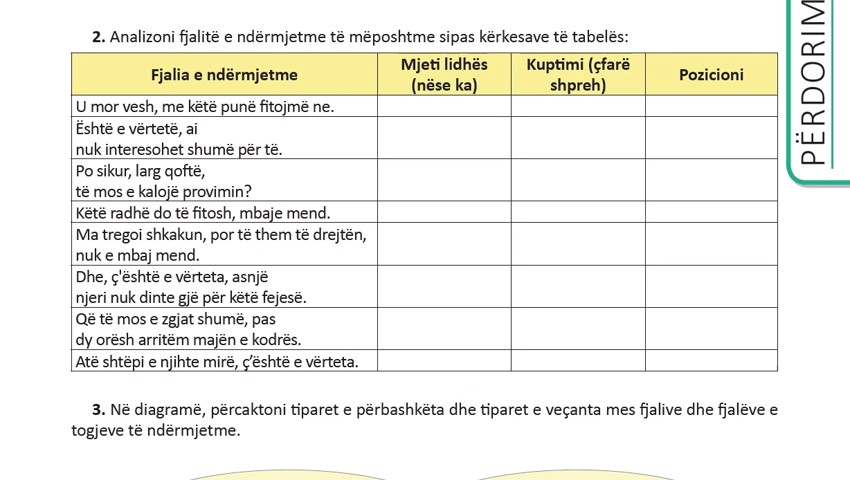 2. Analizoni fjalitë e ndërmjetme të mëposhtme sipas kërkesave të tabelës:
Fjalia e ndërmjetme
Mjeti lidhës
(nëse ka)
Kuptimi (çfarë
shpreh)
Pozicioni
U mor vesh, me këtë punë fitojmë ne.
Është e vërtetë, ai
nuk interesohet shumë për të.
Po sikur, larg qoftë,
të mos e kalojë provimin?
Këtë radhë do të fitosh, mbaje mend.
Ma tregoi shkakun, por të them të drejtën,
nuk e mbaj mend.
Dhe, ç'është e vërteta, asnjë
njeri nuk dinte gjë për këtë fejesë.
Që të mos e zgjat shumë, pas
dy orësh arritëm majën e kodrës.
Atë shtëpi e njihte mirë, ç’është e vërteta.
3. Në diagramë, përcaktoni tiparet e përbashkëta dhe tiparet e veçanta mes fjalive dhe fjalëve e
togjeve të ndërmjetme.
PËRDORIM